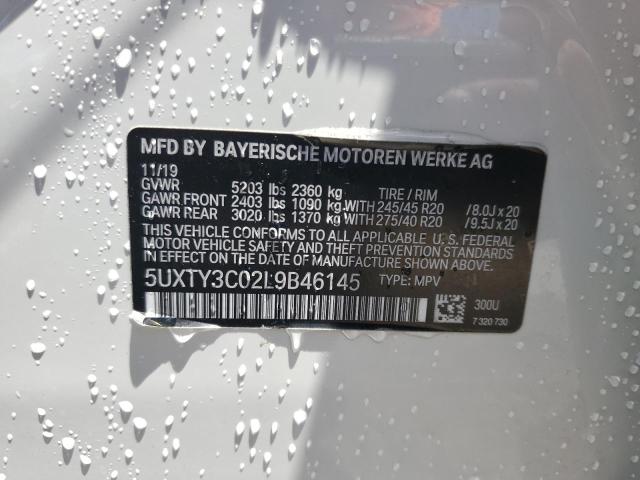 MFD BY BAYERISCHE MOTOREN WERKE AG
11/19
GVWR 5203 lbs 2360 kg TIRE / RIM
GAWR FRONT 2403 lbs 1090 kg WITH 245/45 R20 /8.0J x 20
GAWR REAR 3020 lbs 1370 kg WITH 275/40 R20 /9.5J x 20
THIS VEHICLE CONFORMS TO ALL APPLICABLE U. S. FEDERAL
MOTOR VEHICLE SAFETY AND THEFT PREVENTION STANDARDS
IN EFFECT ON THE DATE OF MANUFACTURE SHOWN ABOVE.
5UXTY3C02L9B46145 TYPE: MPV
300U
7 320 730